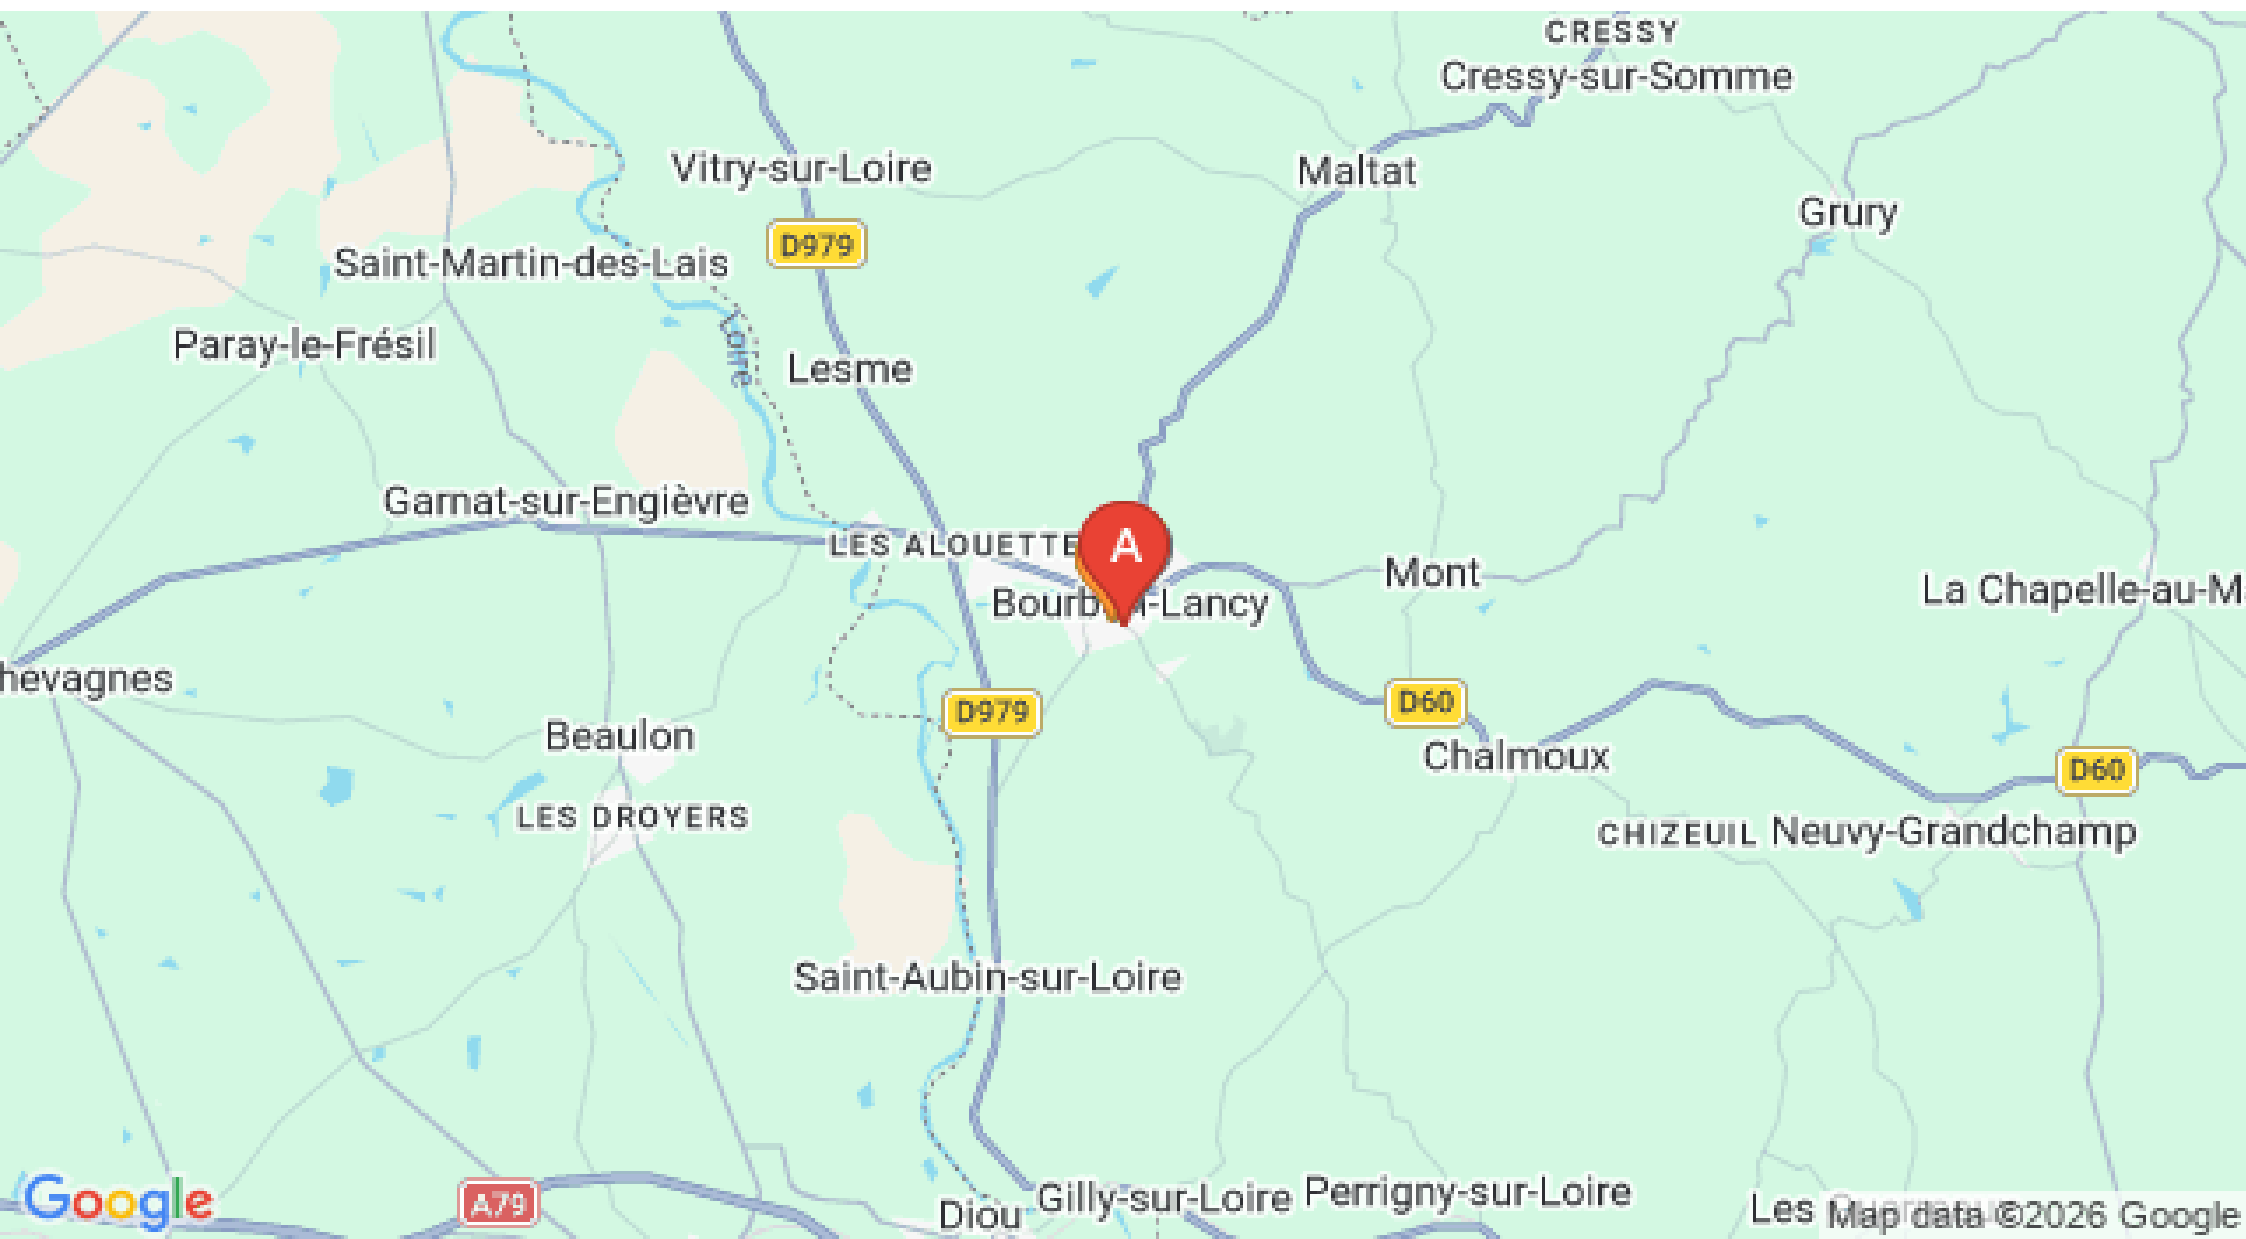 CRESSY
Cressy-sur-Somme
Vitry-sur-Loire
Maltat
Grury
D979
Saint-Martin-des-Lais
Loire
Paray-le-Frésil
Lesme
Garnat-sur-Engièvre
LES ALOUETTE
A
Mont
La Chapelle-au-M
Bourb
-Lancy
hevagnes
D60
D979
Beaulon
Chalmoux
D60
LES DROYERS
CHIZEUIL
Neuvy-Grandchamp
Saint-Aubin-sur-Loire
A79
Google
Diou
Gilly-sur-Loire
Perrigny-sur-Loire
Les
Map data ©2026 Google